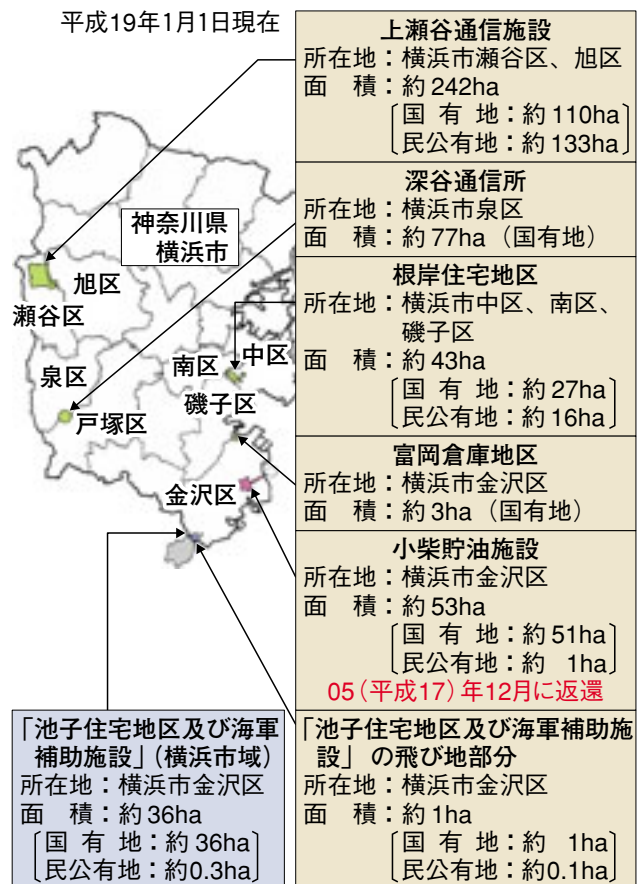 平成19年1月1日現在
上瀬谷通信施設
所在地：横浜市瀬谷区、旭区
面　積：約242ha
国 有 地：約110ha
民公有地：約133ha
深谷通信所
所在地：横浜市泉区
面　積：約77ha（国有地）
根岸住宅地区
所在地：横浜市中区、南区、
磯子区
面　積：約43ha
国 有 地：約27ha
民公有地：約16ha
富岡倉庫地区
所在地：横浜市金沢区
面　積：約3ha（国有地）
小柴貯油施設
所在地：横浜市金沢区
面　積：約53ha
国 有 地：約51ha
民公有地：約　1ha
05（平成17）年12月に返還
「池子住宅地区及び海軍補助施
設」の飛び地部分
所在地：横浜市金沢区
面　積：約1ha
国 有 地：約　1ha
民公有地：約0.1ha
「池子住宅地区及び海軍
補助施設」（横浜市域）
所在地：横浜市金沢区
面　積：約36ha
国 有 地：約36ha
民公有地：約0.3ha
神奈川県
横浜市
旭区
瀬谷区
泉区
戸塚区
南区
中区
磯子区
金沢区